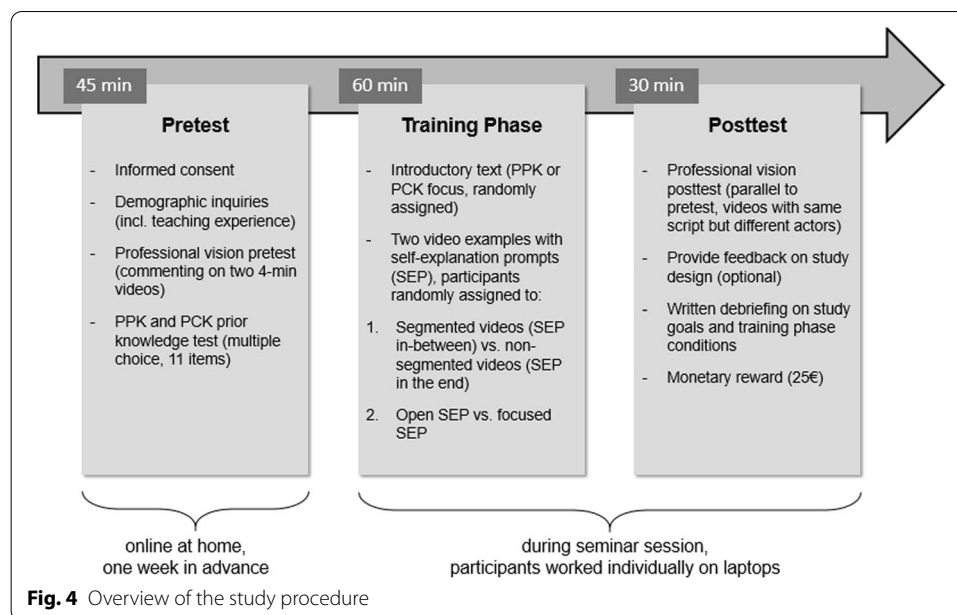 45 min
Pretest
- Informed consent
- Demographic inquiries
(incl. teaching experience)
- Professional vision pretest
(commenting on two 4-min
videos)
- PPK and PCK prior
knowledge test (multiple
choice, 11 items)
60 min
Training Phase
- Introductory text (PPK or
PCK focus, randomly
assigned)
- Two video examples with
self-explanation prompts
(SEP), participants
randomly assigned to:
1. Segmented videos (SEP
in-between) vs. non-
segmented videos (SEP
in the end)
2. Open SEP vs. focused
SEP
30 min
Posttest
- Professional vision
posttest (parallel to
pretest, videos with same
script but different actors)
- Provide feedback on study
design (optional)
- Written debriefing on study
goals and training phase
conditions
- Monetary reward (25€)
online at home,
one week in advance
during seminar session,
participants worked individually on laptops
Fig. 4 Overview of the study procedure